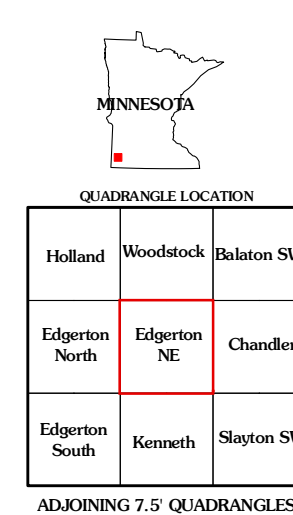 MINNESOTA
QUADRANGLE LOCATION
Holland
Woodstock
Balaton SW
Edgerton
North
Edgerton
NE
Chandler
Edgerton
South
Kenneth
Slayton SW
ADJOINING 7.5' QUADRANGLES